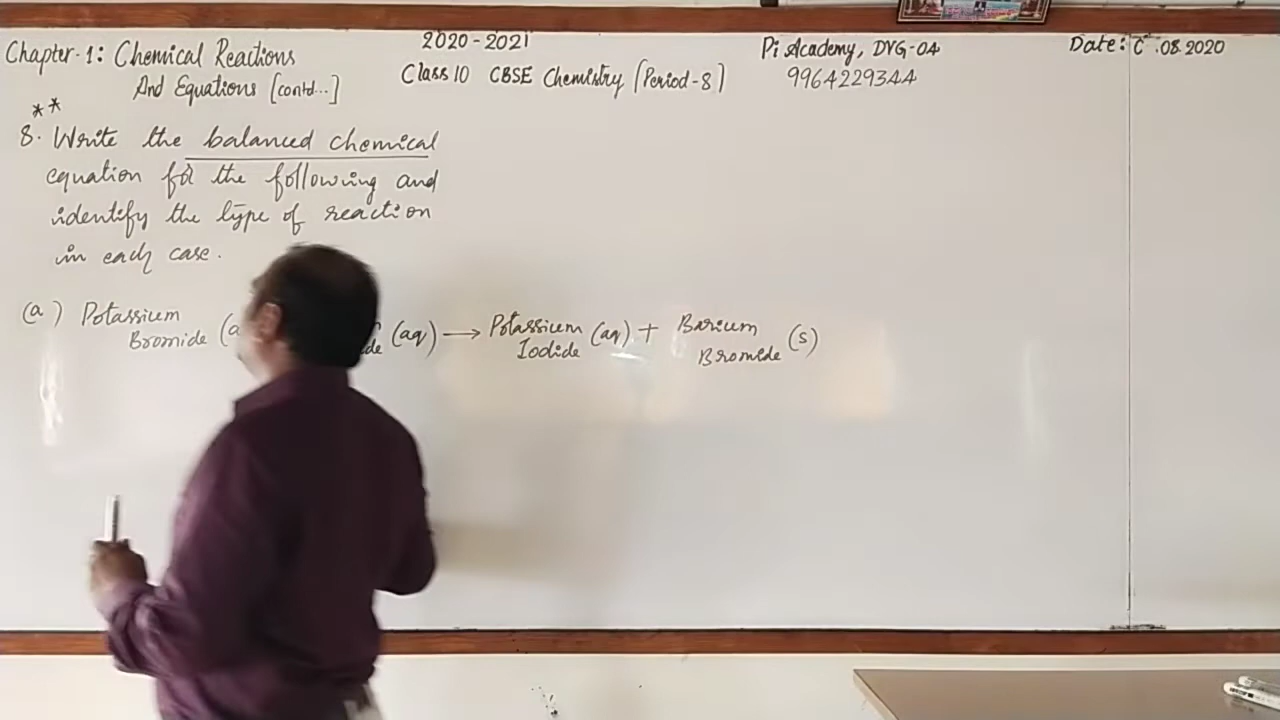 2020-2021
Chapter-1: Chemical Reactions
And Equations [contd...]
Class 10 CBSE Chemistry [Period-8]
Pi Academy, DVG-04
9964229344
Date: .08.2020
**
8. Write the balanced chemical
equation for the following and
identify the type of reaction
in each case.
(a) Potassium Bromide (a de (aq) → Potassium Iodide (aq) + Barium Bromide (s)